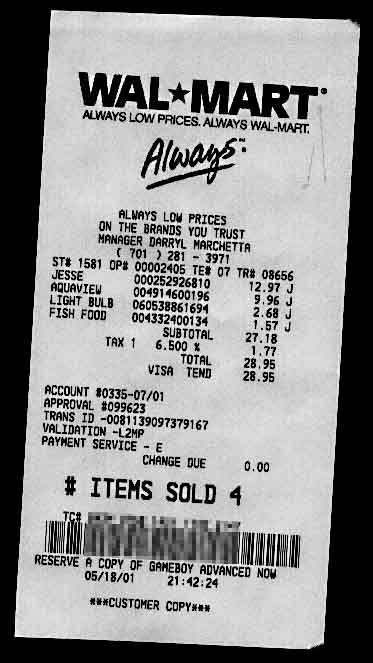 WAL★MART®
ALWAYS LOW PRICES. ALWAYS WAL-MART.
Always™
ALWAYS LOW PRICES
ON THE BRANDS YOU TRUST
MANAGER DARRYL MARCHETTA
( 701 ) 281 - 3971
ST# 1581 OP# 00002405 TE# 07 TR# 08656
JESSE 000252926810 12.97 J
AQUAVIEW 004914600196 9.96 J
LIGHT BULB 060538861694 2.68 J
FISH FOOD 004332400134 1.57 J
SUBTOTAL 27.18
TAX 1 6.500 % 1.77
TOTAL 28.95
VISA TEND 28.95
ACCOUNT #0335-07/01
APPROVAL #099623
TRANS ID -0081139097379167
VALIDATION -L2MP
PAYMENT SERVICE - E
CHANGE DUE 0.00
# ITEMS SOLD 4
TC#
RESERVE A COPY OF GAMEBOY ADVANCED NOW
05/18/01 21:42:24
***CUSTOMER COPY***